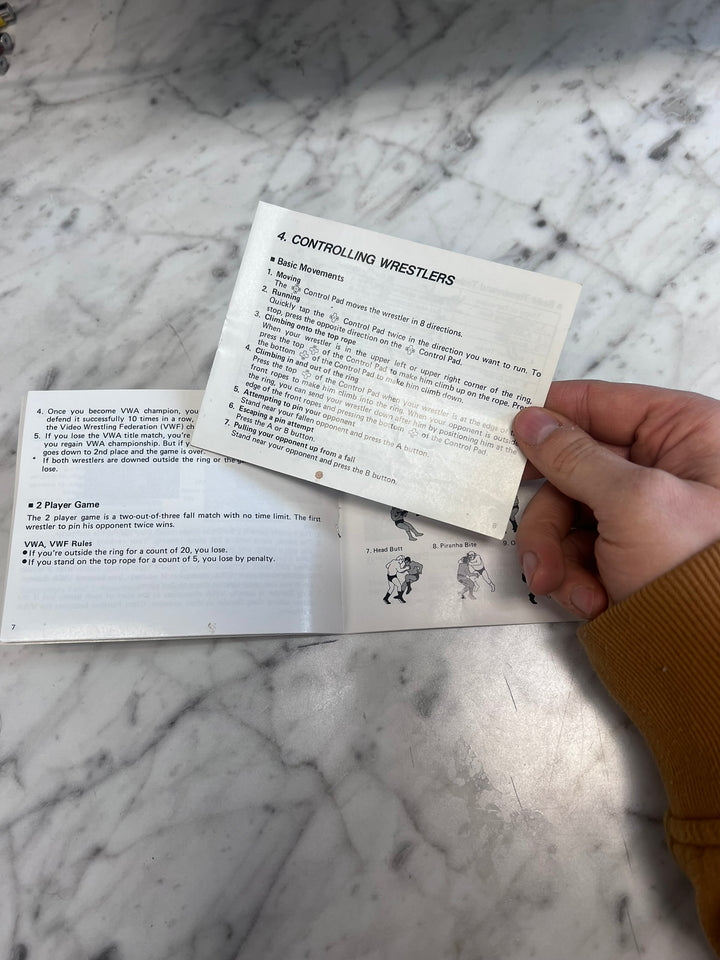 4. CONTROLLING WRESTLERS
■ Basic Movements
1. Moving
The Control Pad moves the wrestler in 8 directions.
2. Running
Quickly tap the Control Pad twice in the direction you want to run. To
stop, press the opposite direction on the Control Pad.
3. Climbing onto the top rope
When your wrestler is in the upper left or upper right corner of the ring,
press the top of the Control Pad to make him climb up on the rope. Press
the bottom of the Control Pad to make him climb down.
4. Climbing in and out of the ring
Press the top of the Control Pad when your wrestler is at the edge of
front ropes to make him climb into the ring. When your opponent is outside
the ring, you can send your wrestler out after him by positioning him at the
edge of the front ropes and pressing the bottom of the Control Pad.
5. Attempting to pin your opponent
Stand near your fallen opponent and press the A button.
6. Escaping a pin attempt
Press the A or B button.
7. Pulling your opponent up from a fall
Stand near your opponent and press the B button.
8
4. Once you become VWA champion, you
defend it successfully 10 times in a row,
the Video Wrestling Federation (VWF) ch
5. If you lose the VWA title match, you're
you regain VWA championship. But if y
goes down to 2nd place and the game is over.
* If both wrestlers are downed outside the ring or the
lose.
■ 2 Player Game
The 2 player game is a two-out-of-three fall match with no time limit. The first
wrestler to pin his opponent twice wins.
VWA, VWF Rules
● If you're outside the ring for a count of 20, you lose.
● If you stand on the top rope for a count of 5, you lose by penalty.
7
7. Head Butt
8. Piranha Bite
9.